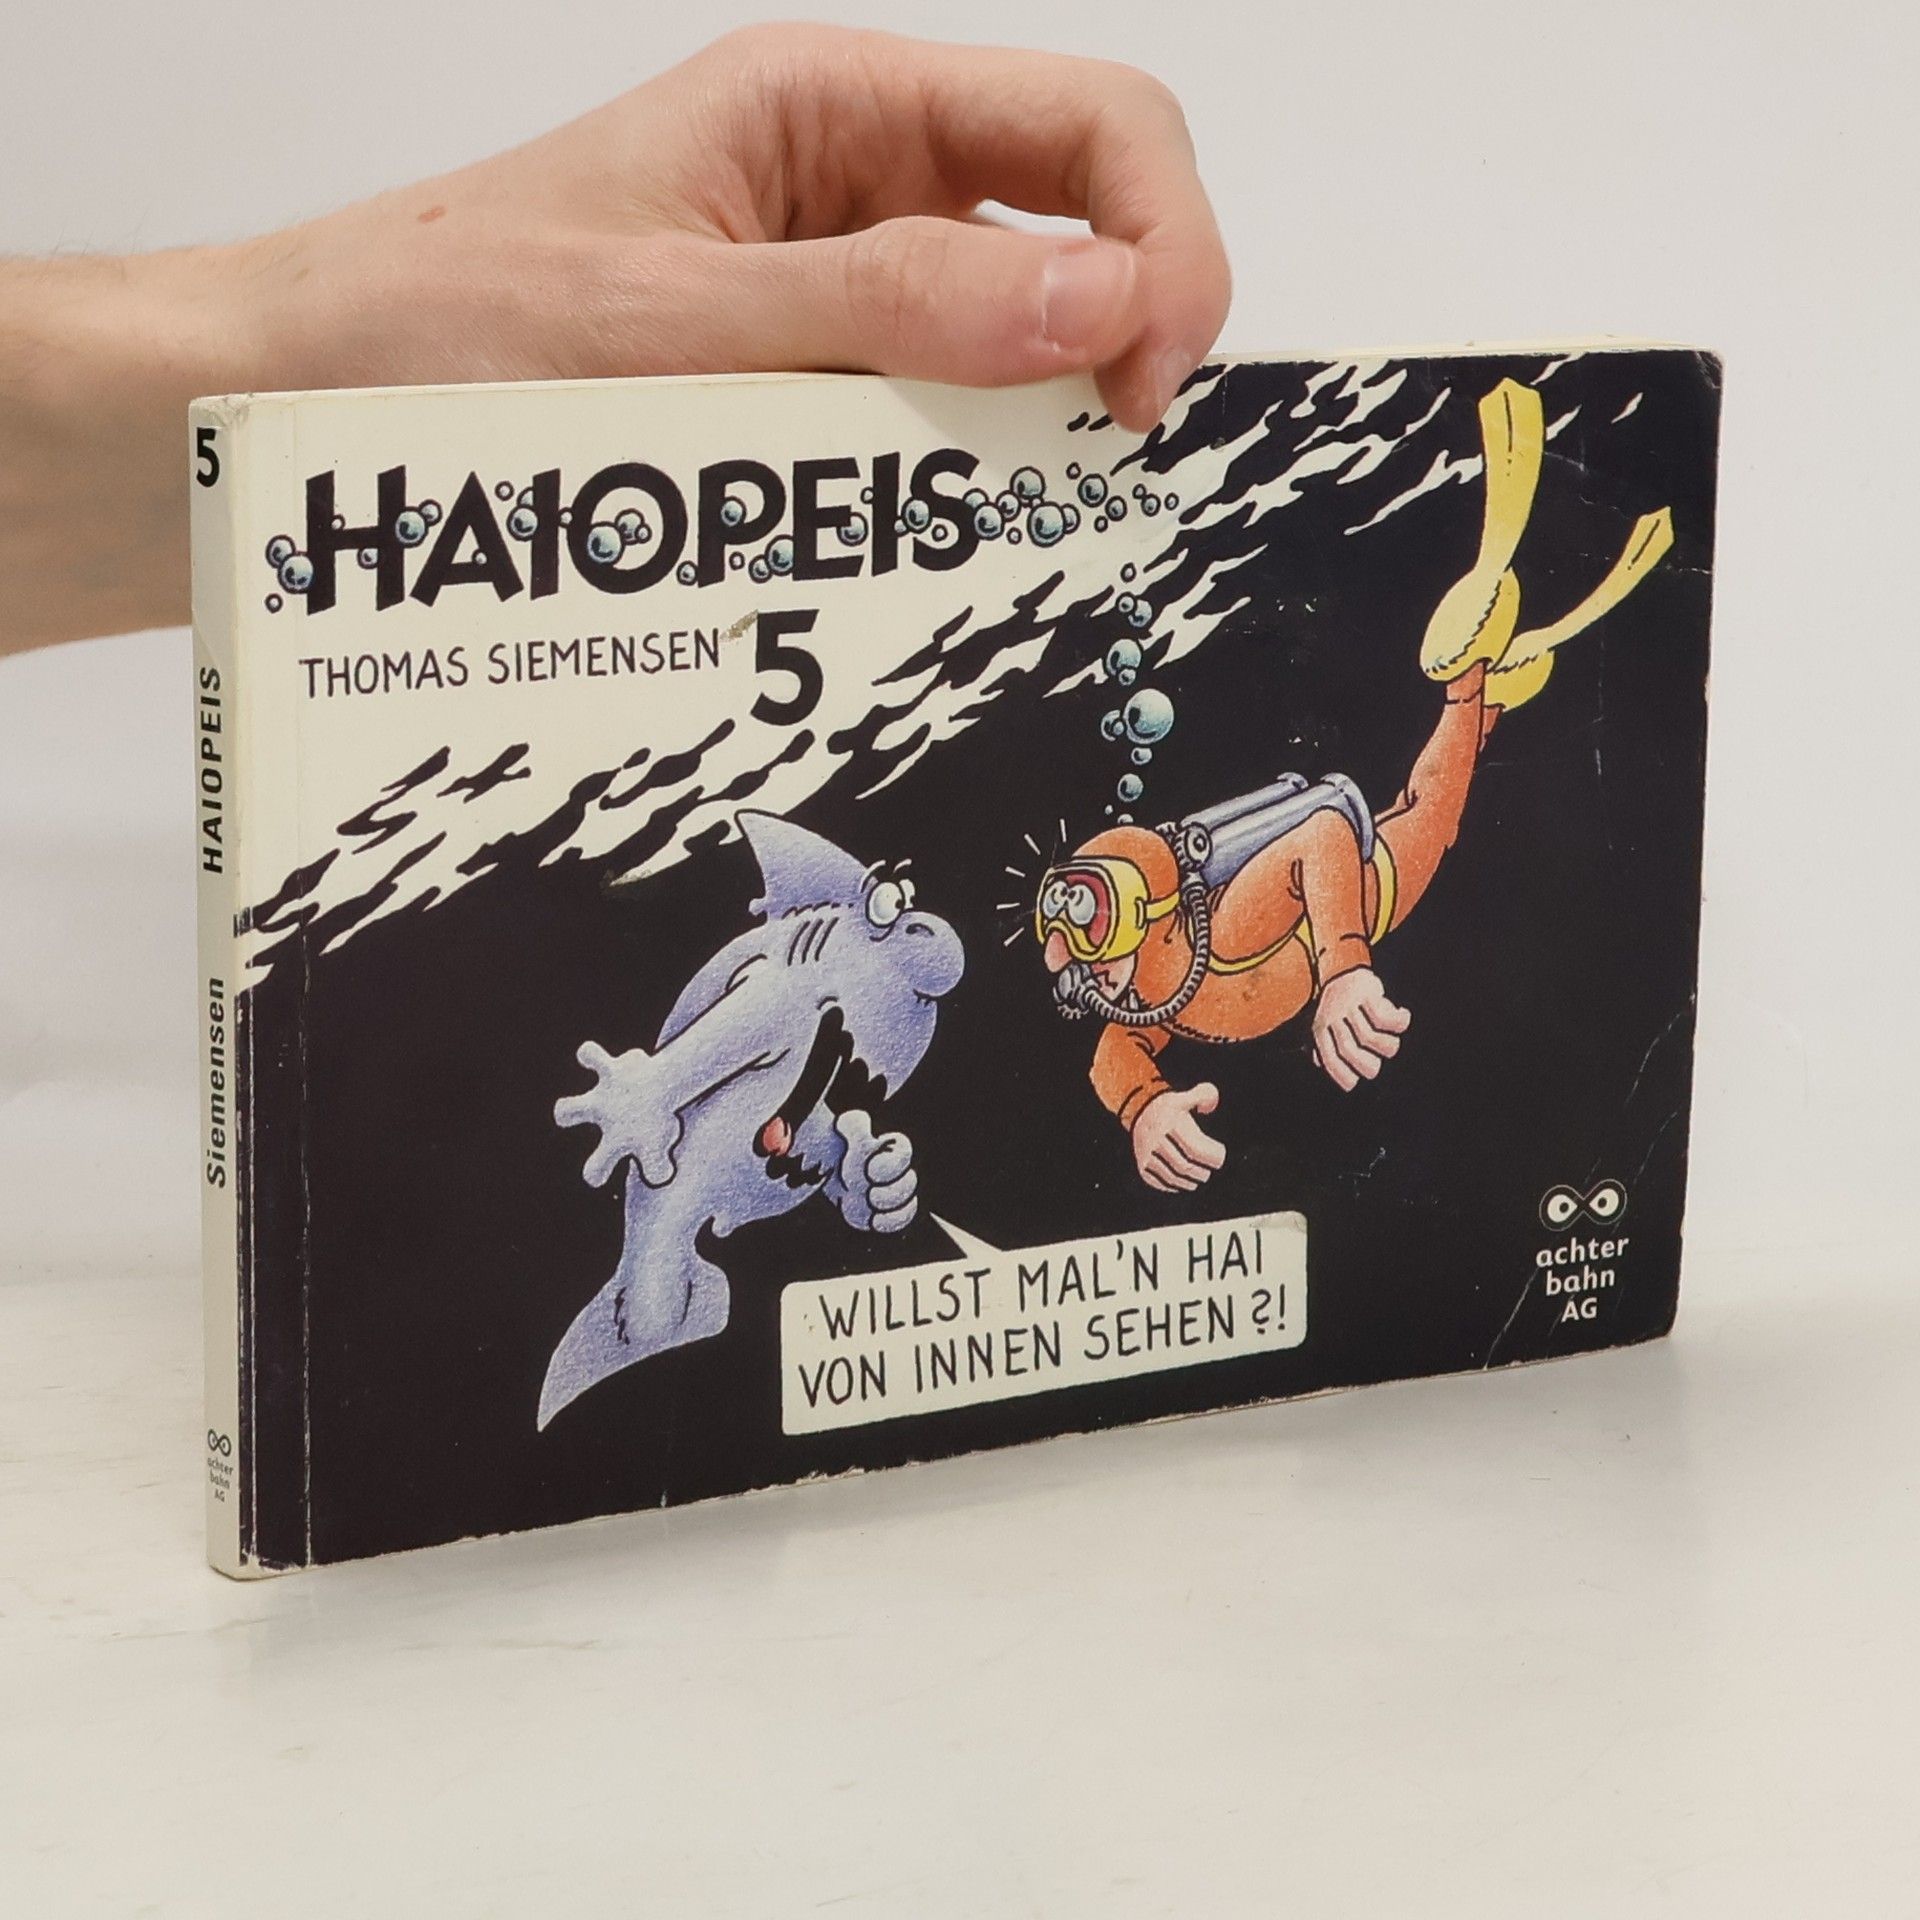 5
HAIOPEIS
Siemensen
achter
bahn
AG
HAIOPEIS
THOMAS SIEMENSEN 5
WILLST MAL'N HAI
VON INNEN SEHEN?!
achter
bahn
AG